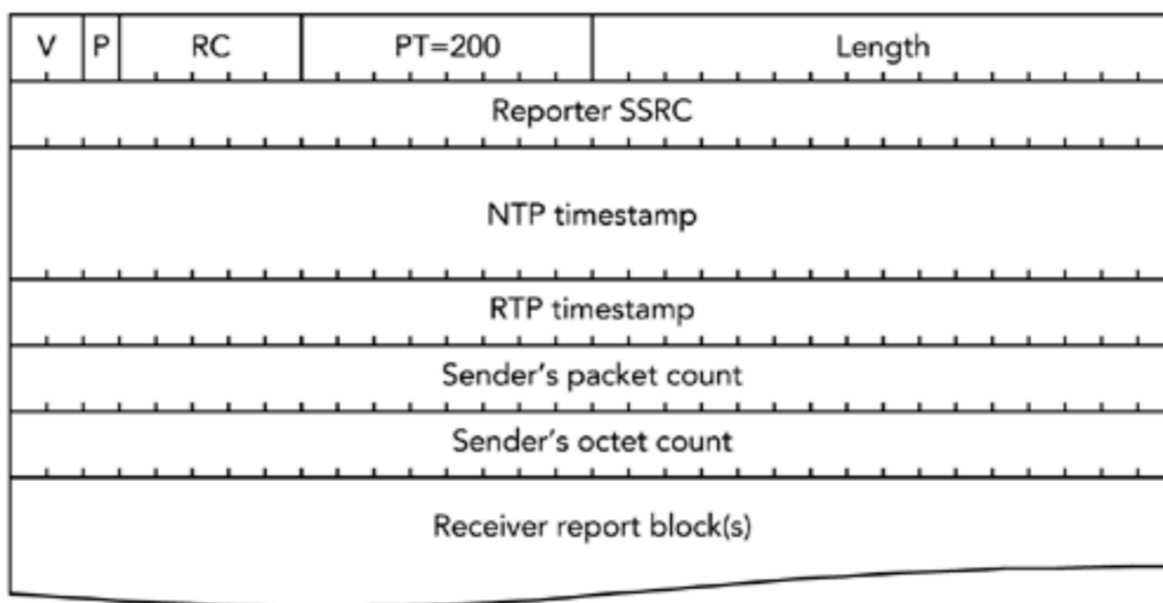 V P RC PT=200 Length
Reporter SSRC
NTP timestamp
RTP timestamp
Sender's packet count
Sender's octet count
Receiver report block(s)